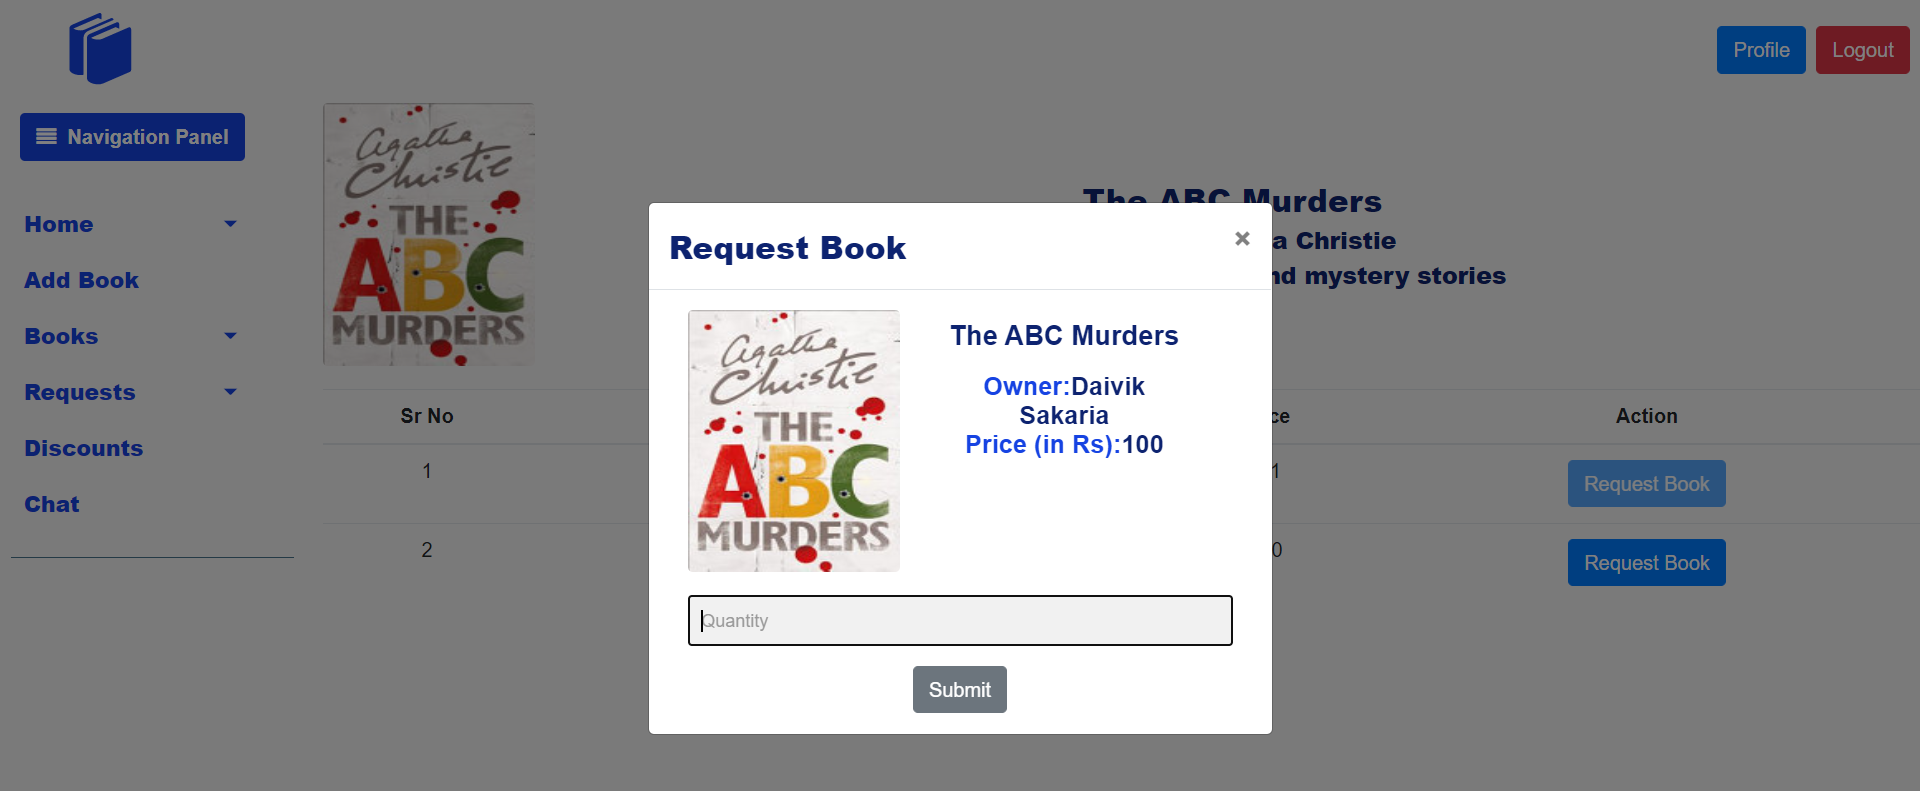 Profile
Logout
Navigation Panel
Home
Add Book
Books
Requests
Discounts
Chat
Agatha
Christie
THE
ABC
MURDERS
The ABC Murders
a Christie
nd mystery stories
Sr No
ce
Action
1
1
Request Book
2
0
Request Book
Request Book
×
Agatha
Christie
THE
ABC
MURDERS
The ABC Murders
Owner:Daivik
Sakaria
Price (in Rs):100
Quantity
Submit